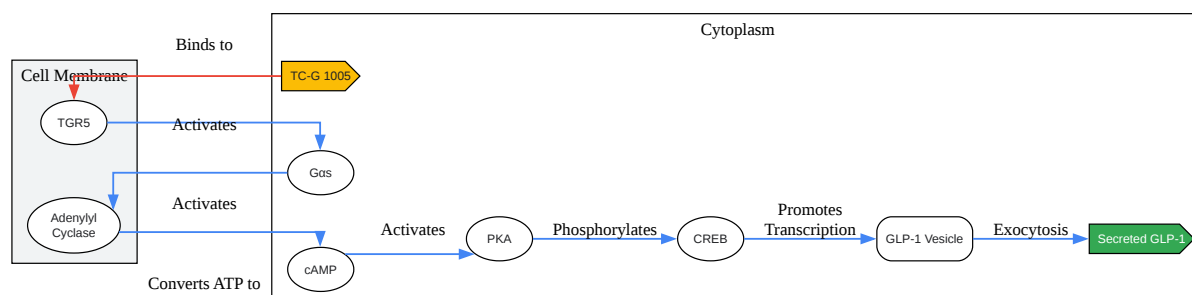 Cytoplasm
Binds to
Cell Membrane
TC-G 1005
TGR5
Activates
Gαs
Activates
Adenylyl
Cyclase
Promotes
Transcription
Activates
PKA
Phosphorylates
CREB
GLP-1 Vesicle
Exocytosis
Secreted GLP-1
cAMP
Converts ATP to